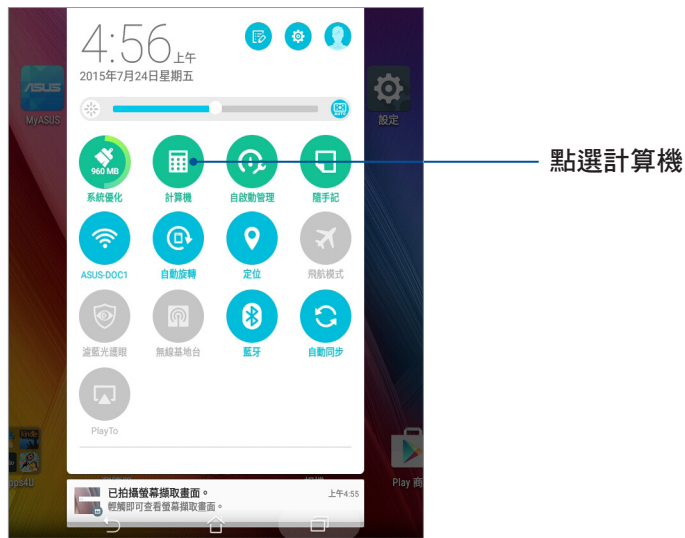 4:56上午
2015年7月24日星期五
AUTO
/SUS
MyASUS
設定
960 MB
系統優化
計算機
自啟動管理
隨手記
點選計算機
ASUS-DOC1
自動旋轉
定位
飛航模式
濾藍光護眼
無線基地台
藍牙
自動同步
PlayTo
kindle
pps4U
Play 商
已拍攝螢幕擷取畫面。
上午4:55
輕觸即可查看螢幕擷取畫面。